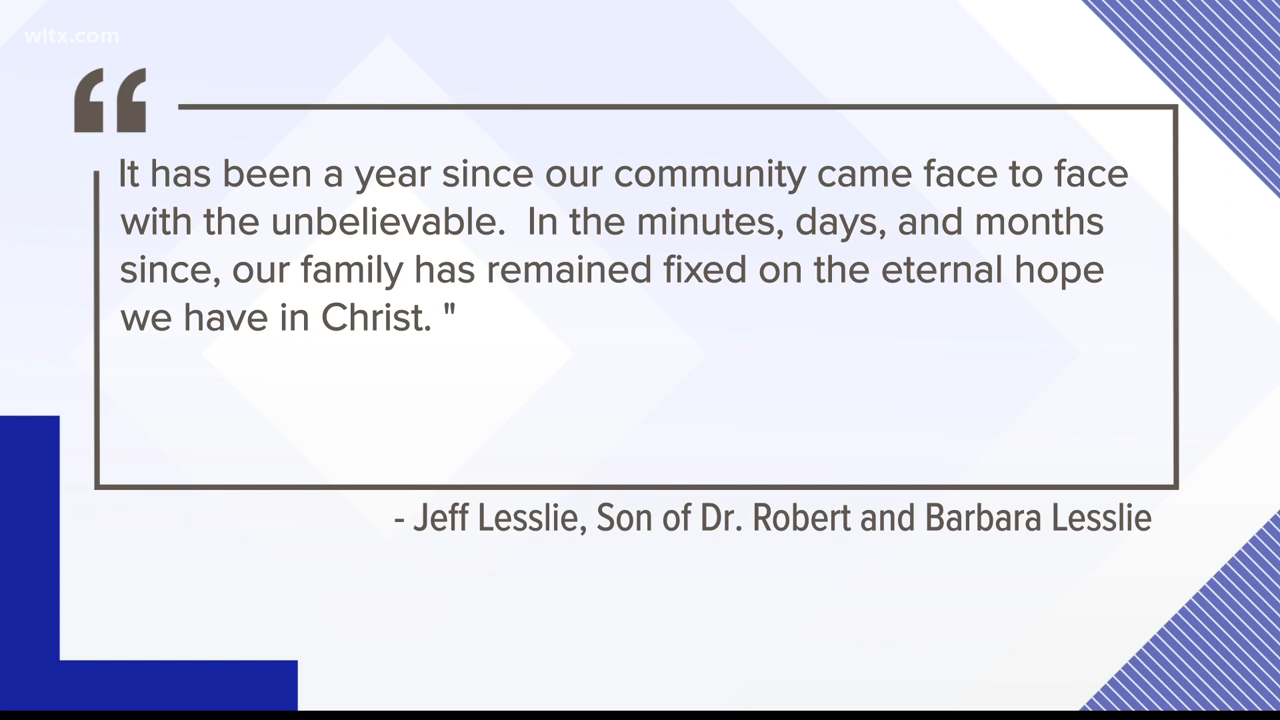 wltx.com
“
It has been a year since our community came face to face
with the unbelievable.  In the minutes, days, and months
since, our family has remained fixed on the eternal hope
we have in Christ. "
- Jeff Lesslie, Son of Dr. Robert and Barbara Lesslie